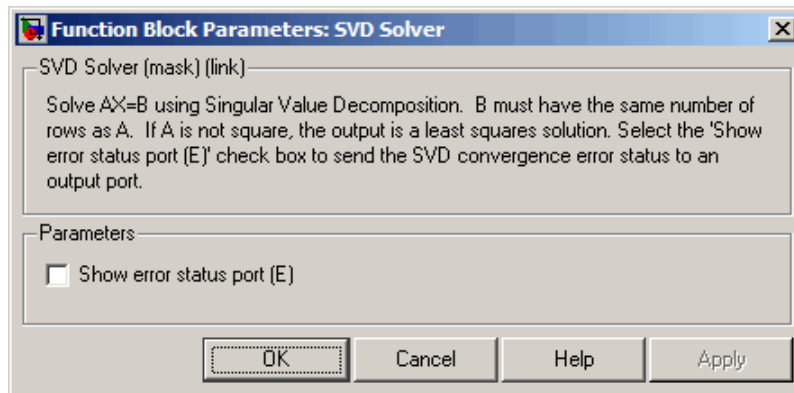 Function Block Parameters: SVD Solver
SVD Solver (mask) (link)
Solve AX=B using Singular Value Decomposition. B must have the same number of
rows as A. If A is not square, the output is a least squares solution. Select the 'Show
error status port (E)' check box to send the SVD convergence error status to an
output port.
Parameters
Show error status port (E)
OK Cancel Help Apply